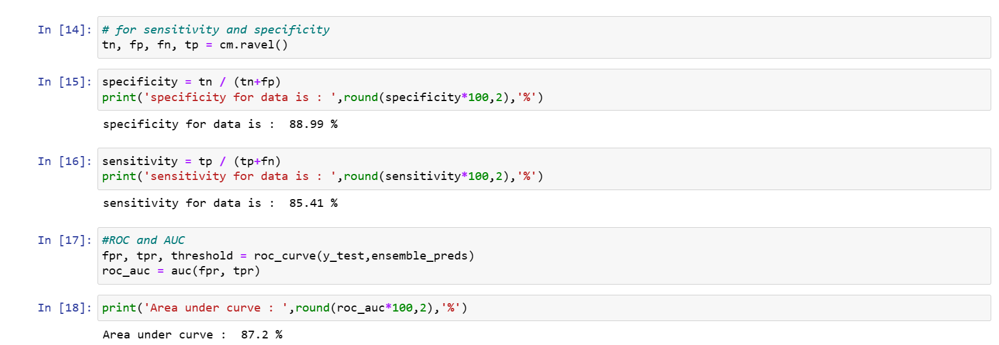 In [14]: # for sensitivity and specificity
tn, fp, fn, tp = cm.ravel()
In [15]: specificity = tn / (tn+fp)
print('specificity for data is : ',round(specificity*100,2),'%')
specificity for data is :  88.99 %
In [16]: sensitivity = tp / (tp+fn)
print('sensitivity for data is : ',round(sensitivity*100,2),'%')
sensitivity for data is :  85.41 %
In [17]: #ROC and AUC
fpr, tpr, threshold = roc_curve(y_test,ensemble_preds)
roc_auc = auc(fpr, tpr)
In [18]: print('Area under curve : ',round(roc_auc*100,2),'%')
Area under curve :  87.2 %